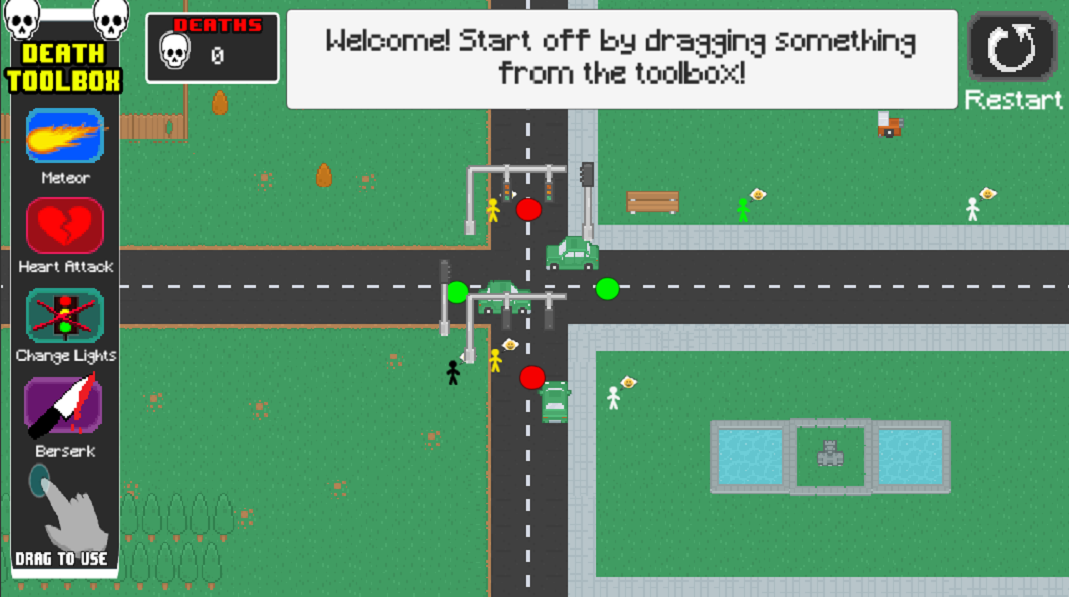 DEATH
TOOLBOX
DEATHS
0
Welcome! Start off by dragging something
from the toolbox!
Restart
Meteor
Heart Attack
Change Lights
Berserk
DRAG TO USE